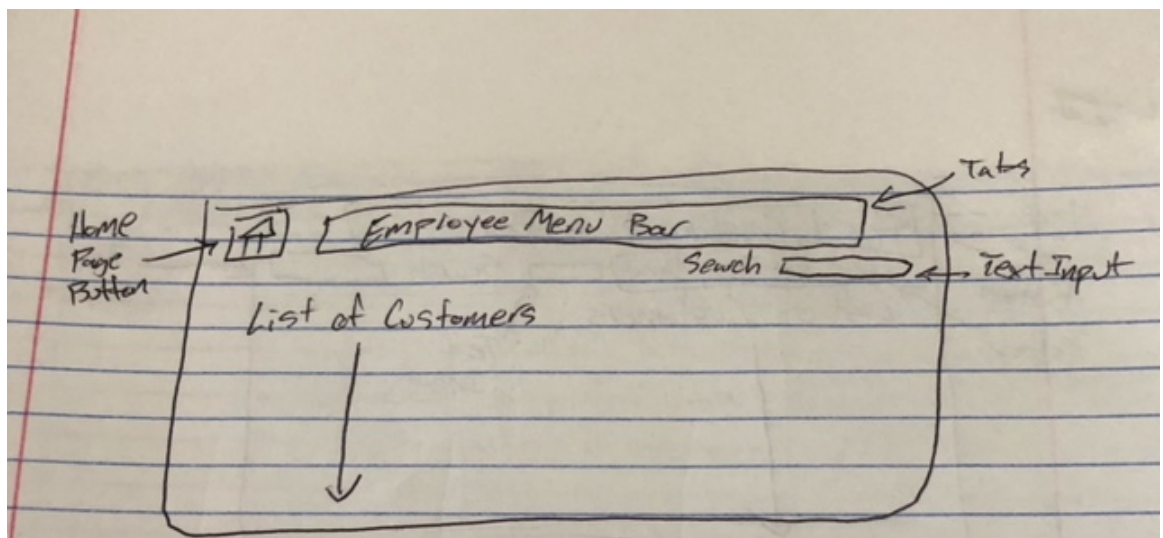 Tabs
Home
Page
Button
Employee Menu Bar
Search
Text Input
List of Customers